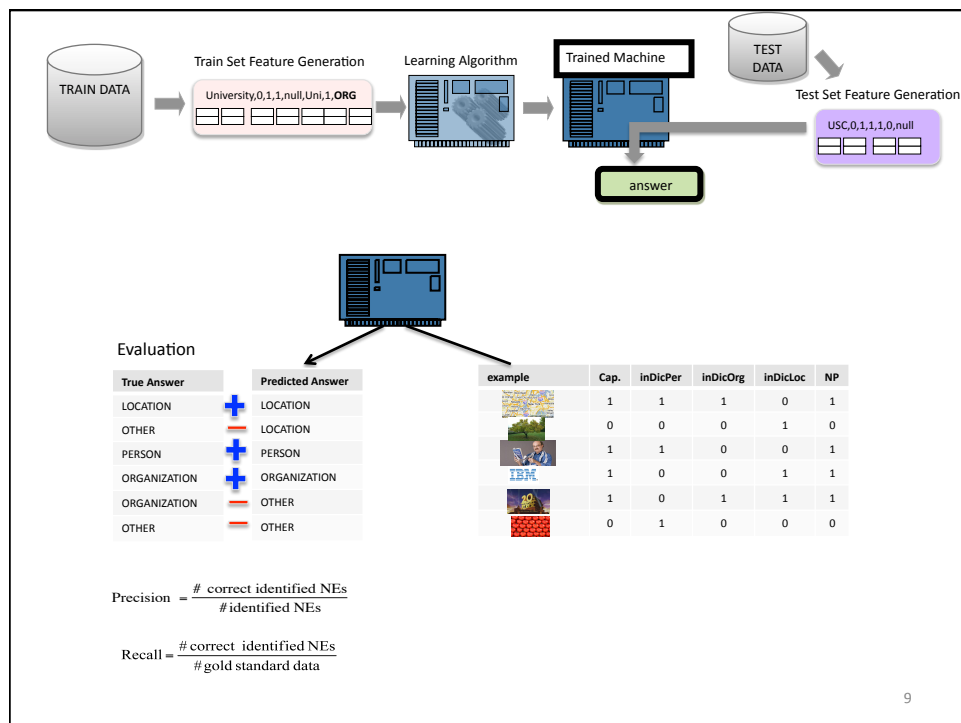 TRAIN DATA
Train Set Feature Generation
University,0,1,1,null,Uni,1,ORG
Learning Algorithm
Trained Machine
TEST
DATA
Test Set Feature Generation
USC,0,1,1,1,0,null
answer
Evaluation
True Answer Predicted Answer
LOCATION + LOCATION
OTHER − LOCATION
PERSON + PERSON
ORGANIZATION + ORGANIZATION
ORGANIZATION − OTHER
OTHER − OTHER
example Cap. inDicPer inDicOrg inDicLoc NP
1 1 1 0 1
0 0 0 1 0
1 1 0 0 1
IBM 1 0 0 1 1
20 1 0 1 1 1
0 1 0 0 0
Precision = # correct identified NEs
# identified NEs
Recall = # correct identified NEs
# gold standard data
9